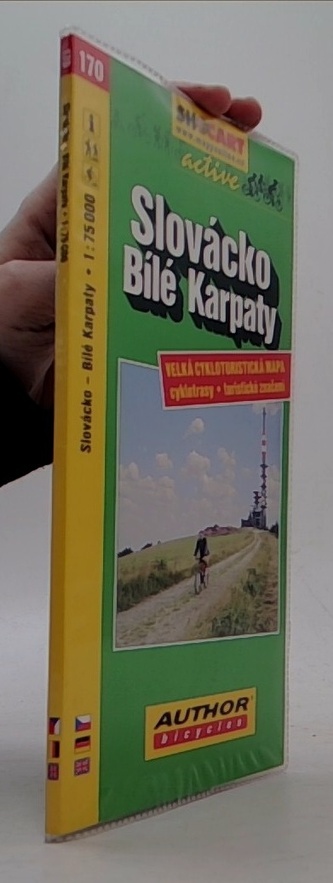 170
SHOCART
active
Slovácko
Bílé Karpaty
VELKÁ CYKLOTURISTICKÁ MAPA
cyklotrasy • turistické značení
AUTHOR
bicycles
Slovácko – Bílé Karpaty • 1 : 75 000